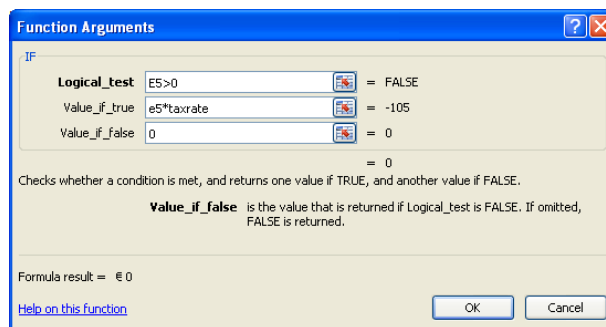 Function Arguments
IF
Logical_test E5>0 = FALSE
Value_if_true e5*taxrate = -105
Value_if_false 0 = 0
= 0
Checks whether a condition is met, and returns one value if TRUE, and another value if FALSE.
Value_if_false is the value that is returned if Logical_test is FALSE. If omitted,
FALSE is returned.
Formula result = € 0
Help on this function OK Cancel